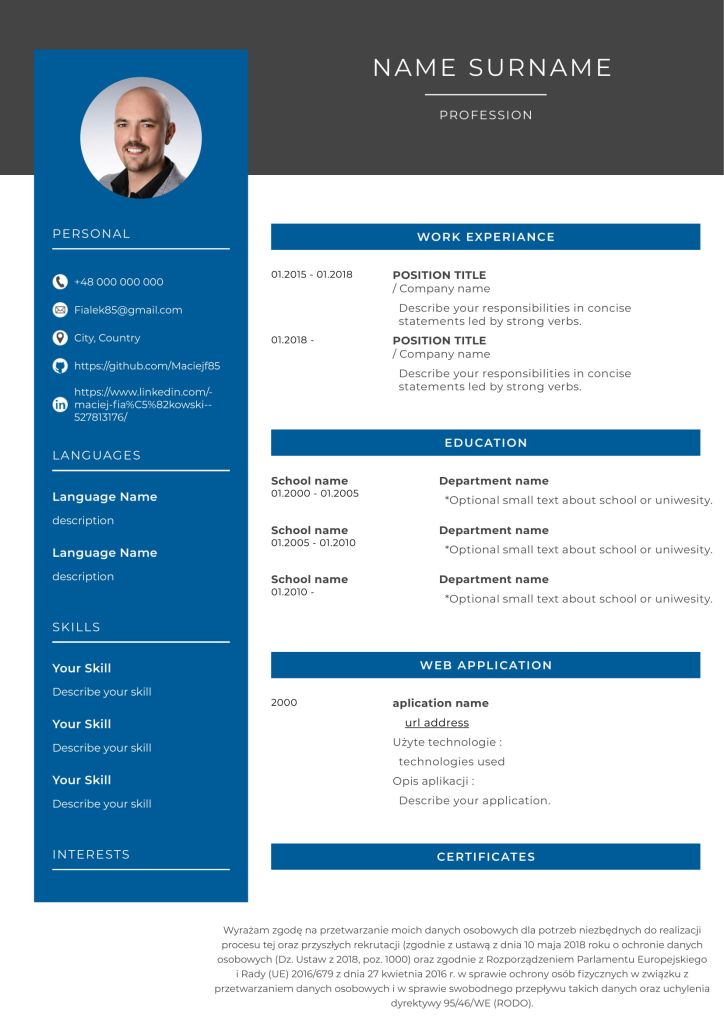 NAME SURNAME
PROFESSION
PERSONAL
+48 000 000 000
Fialek85@gmail.com
City, Country
https://github.com/Maciejf85
https://www.linkedin.com/-
maciej-fia%C5%82kowski--
527813176/
LANGUAGES
Language Name
description
Language Name
description
SKILLS
Your Skill
Describe your skill
Your Skill
Describe your skill
Your Skill
Describe your skill
INTERESTS
WORK EXPERIANCE
01.2015 - 01.2018 POSITION TITLE
/ Company name
Describe your responsibilities in concise
statements led by strong verbs.
01.2018 - POSITION TITLE
/ Company name
Describe your responsibilities in concise
statements led by strong verbs.
EDUCATION
School name Department name
01.2000 - 01.2005 *Optional small text about school or uniwesity.
School name Department name
01.2005 - 01.2010 *Optional small text about school or uniwesity.
School name Department name
01.2010 - *Optional small text about school or uniwesity.
WEB APPLICATION
2000 aplication name
url address
Użyte technologie :
technologies used
Opis aplikacji :
Describe your application.
CERTIFICATES
Wyrażam zgodę na przetwarzanie moich danych osobowych dla potrzeb niezbędnych do realizacji
procesu tej oraz przyszłych rekrutacji (zgodnie z ustawą z dnia 10 maja 2018 roku o ochronie danych
osobowych (Dz. Ustaw z 2018, poz. 1000) oraz zgodnie z Rozporządzeniem Parlamentu Europejskiego
i Rady (UE) 2016/679 z dnia 27 kwietnia 2016 r. w sprawie ochrony osób fizycznych w związku z
przetwarzaniem danych osobowych i w sprawie swobodnego przepływu takich danych oraz uchylenia
dyrektywy 95/46/WE (RODO).